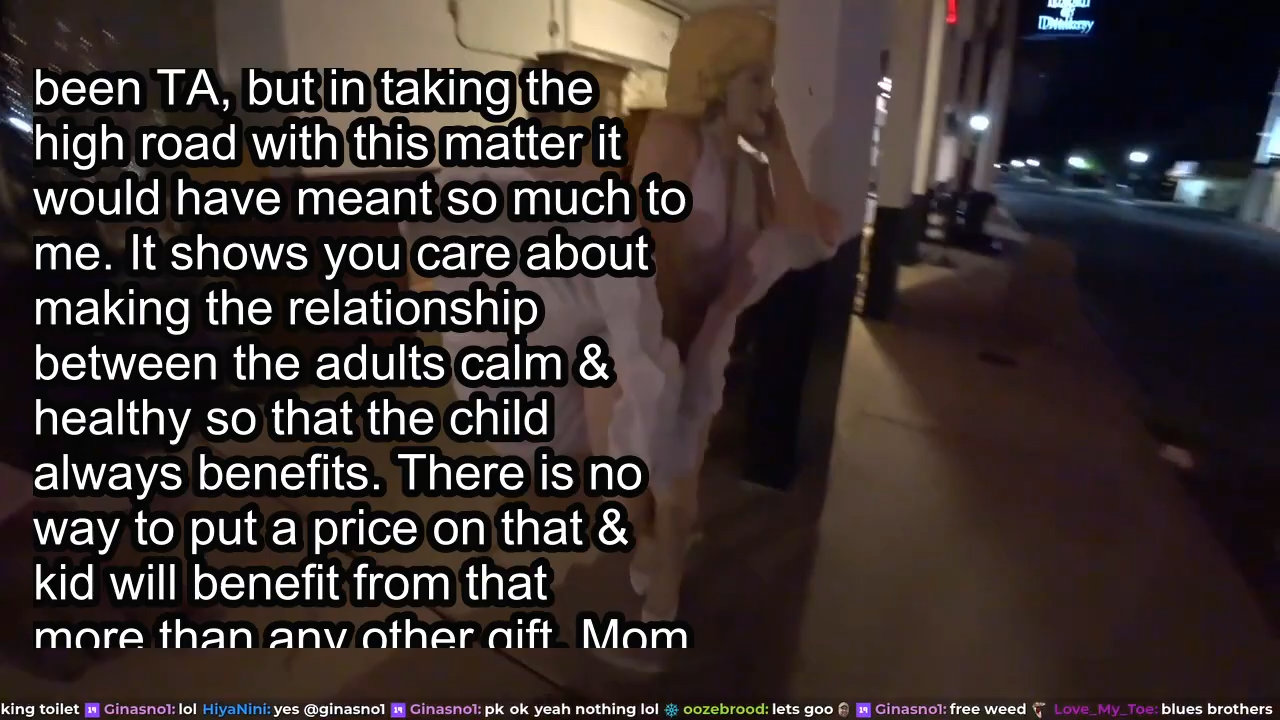 been TA, but in taking the
high road with this matter it
would have meant so much to
me. It shows you care about
making the relationship
between the adults calm &
healthy so that the child
always benefits. There is no
way to put a price on that &
kid will benefit from that
more than any other gift. Mom
king toilet Ginasno1: lol HiyaNini: yes @ginasno1 Ginasno1: pk ok yeah nothing lol oozebrood: lets goo Ginasno1: free weed Love_My_Toe: blues brothers